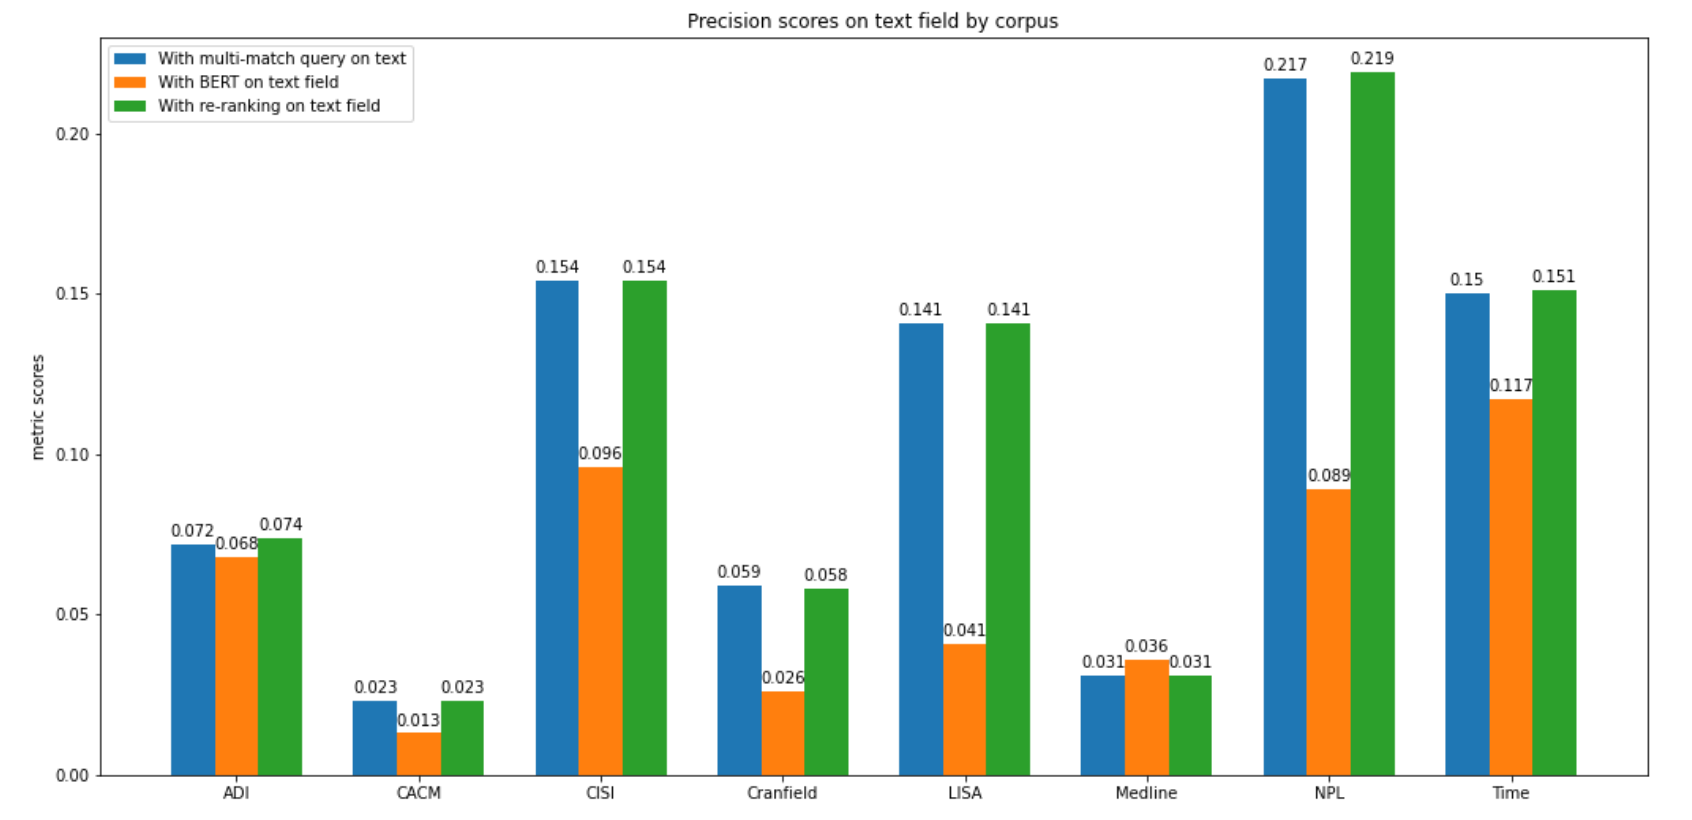 Precision scores on text field by corpus
With multi-match query on text
With BERT on text field
With re-ranking on text field
metric scores
0.20
0.15
0.10
0.05
0.00
0.072 0.068 0.074
0.023 0.013 0.023
0.154 0.096 0.154
0.059 0.026 0.058
0.141 0.041 0.141
0.031 0.036 0.031
0.217 0.089 0.219
0.15 0.117 0.151
ADI CACM CISI Cranfield LISA Medline NPL Time